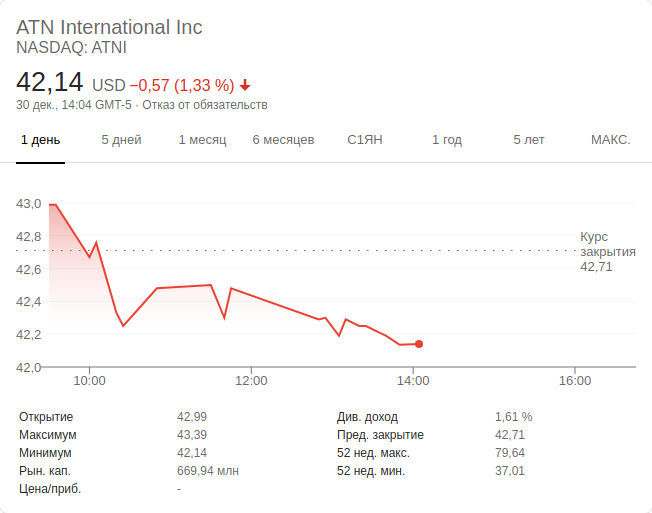 ATN International Inc
NASDAQ: ATNI
42,14 USD −0,57 (1,33 %)
30 дек., 14:04 GMT-5 · Отказ от обязательств
1 день 5 дней 1 месяц 6 месяцев С1ЯН 1 год 5 лет МАКС.
43,0
42,8
42,6
42,4
42,2
42,0
Курс
закрытия
42,71
10:00 12:00 14:00 16:00
Открытие 42,99 Див. доход 1,61 %
Максимум 43,39 Пред. закрытие 42,71
Минимум 42,14 52 нед. макс. 79,64
Рын. кап. 669,94 млн 52 нед. мин. 37,01
Цена/приб. -